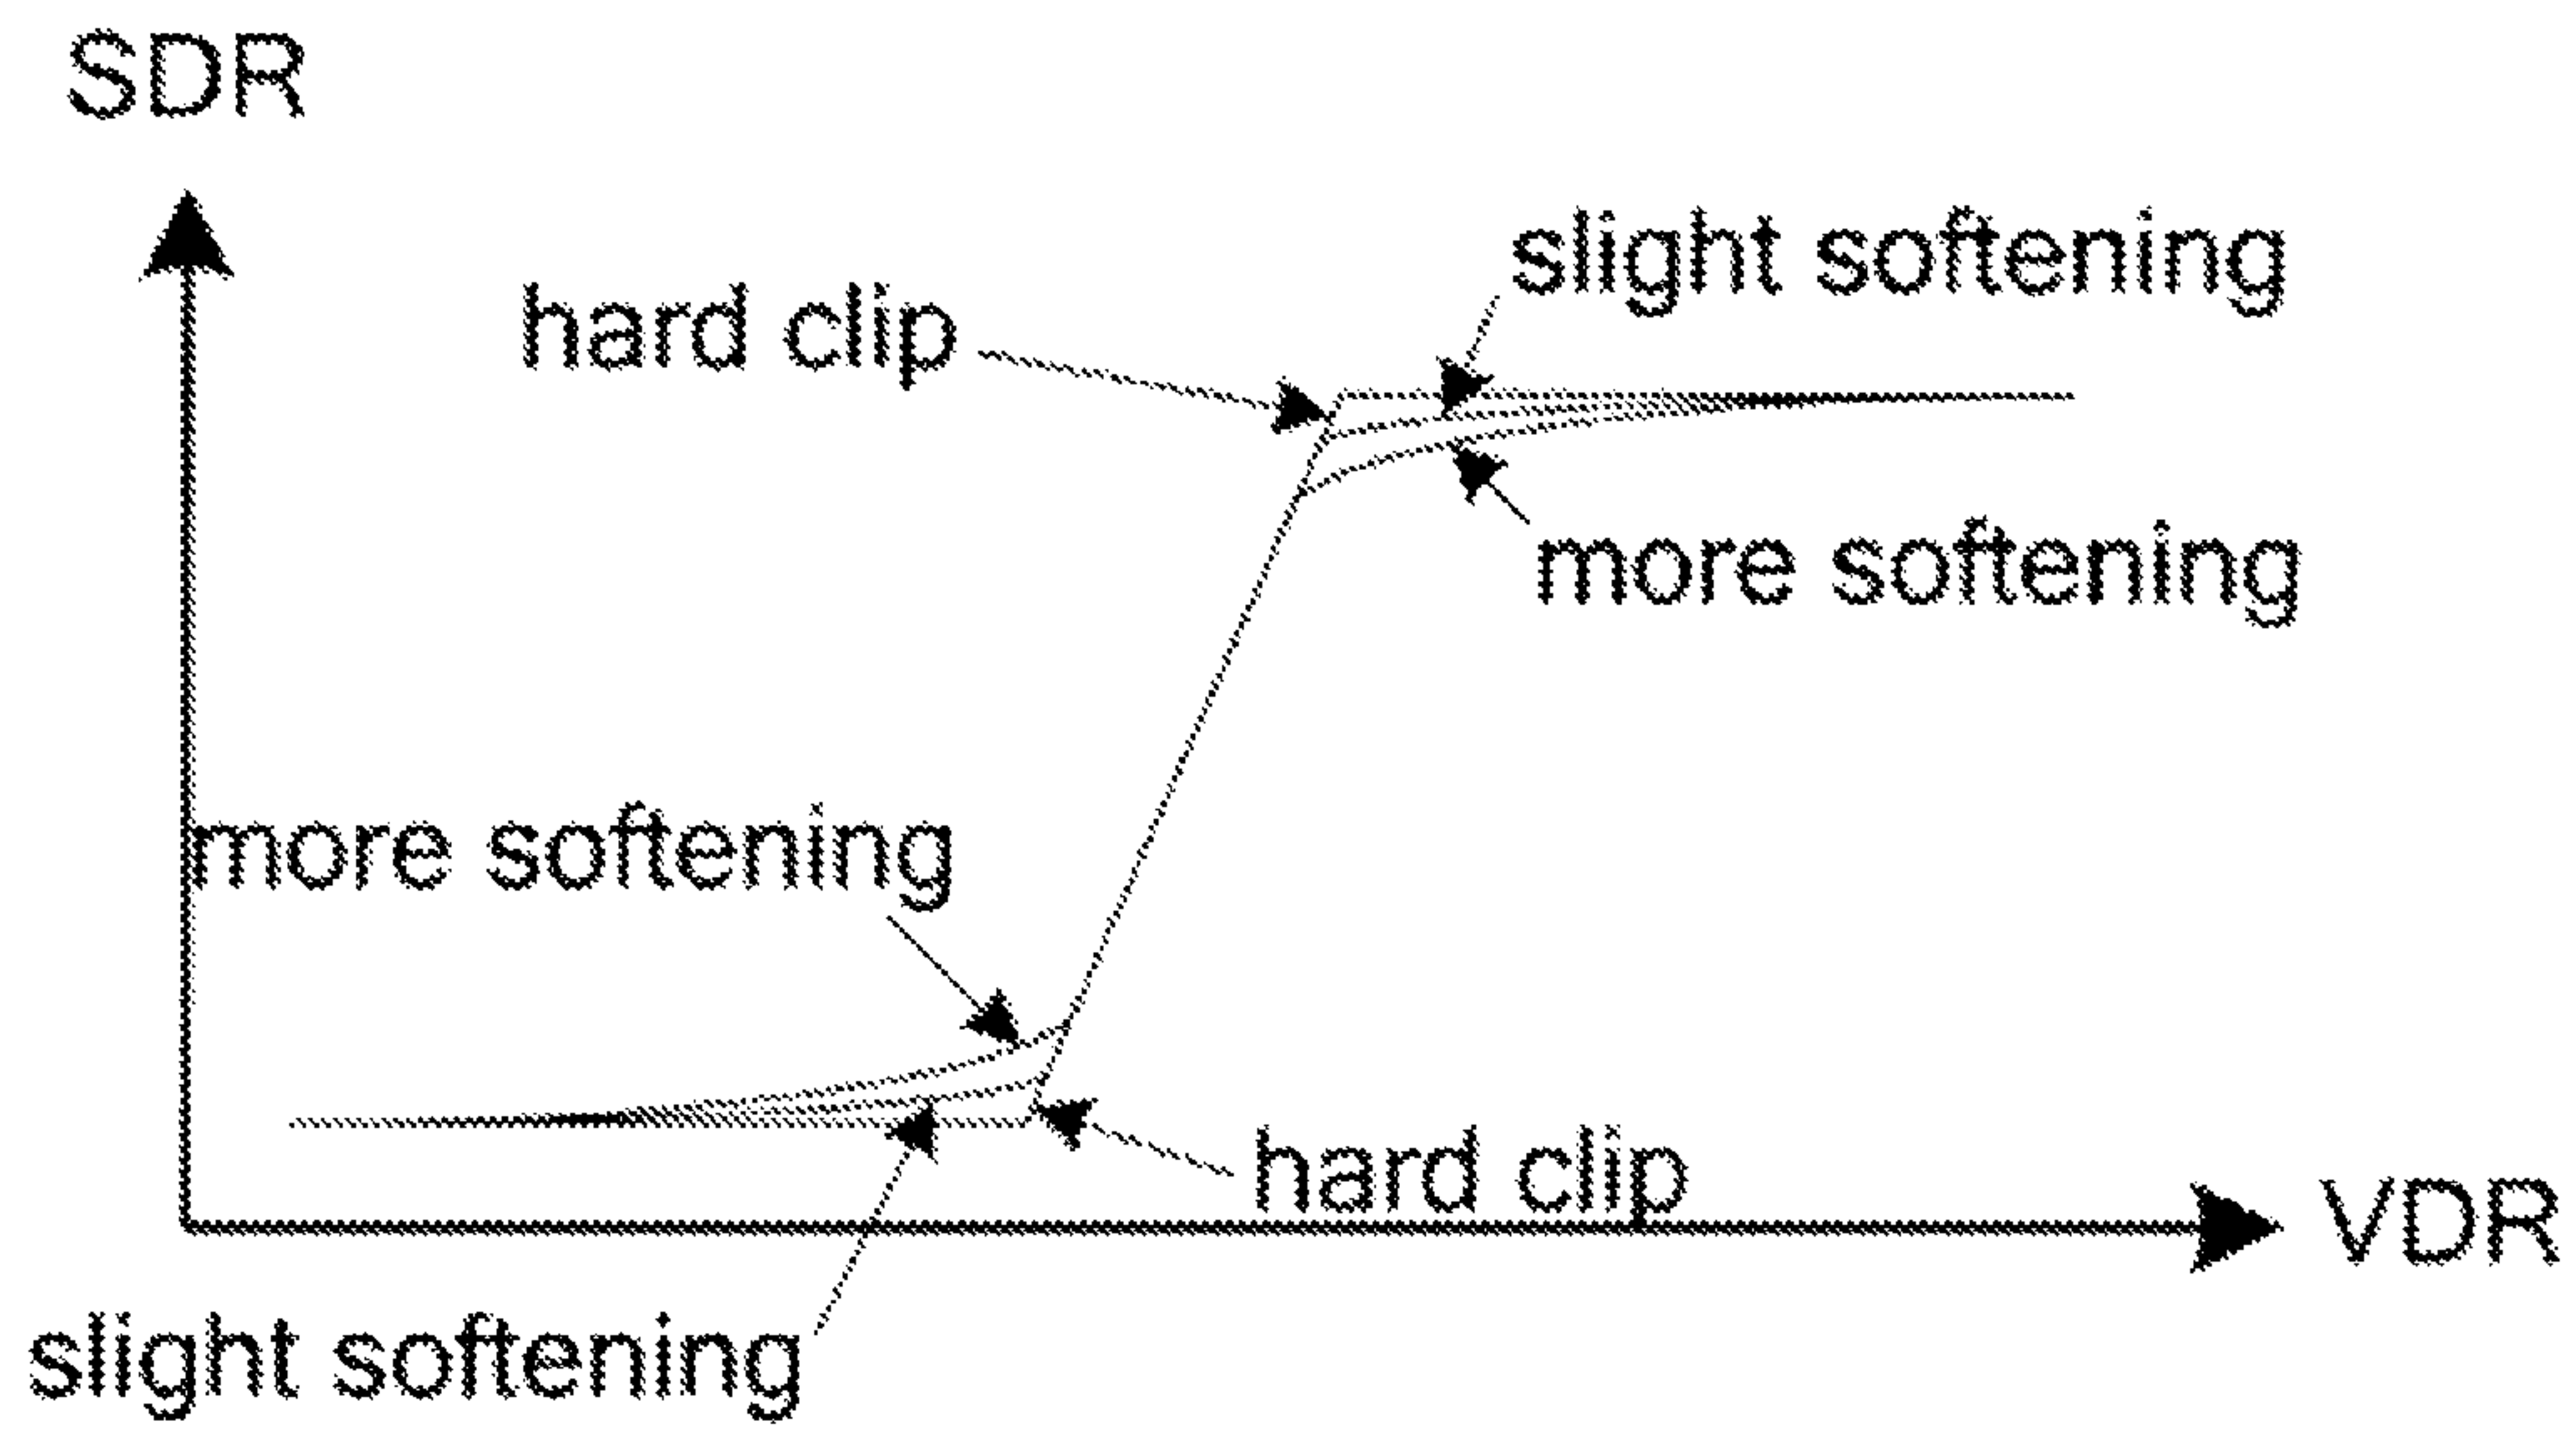 SDR
slight softening
hard clip
more softening
more softening
hard clip
VDR
slight softening